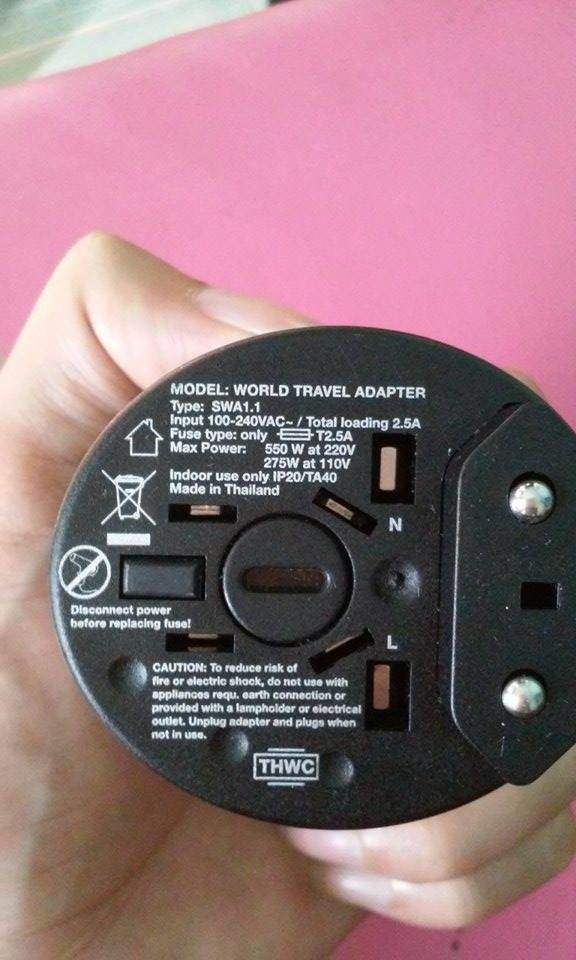 MODEL: WORLD TRAVEL ADAPTER
Type: SWA1.1
Input 100-240VAC~ / Total loading 2.5A
Fuse type: only T2.5A
Max Power: 550 W at 220V
275W at 110V
Indoor use only IP20/TA40
Made in Thailand
N
Disconnect power
before replacing fuse!
L
CAUTION: To reduce risk of
fire or electric shock, do not use with
appliances requ. earth connection or
provided with a lampholder or electrical
outlet. Unplug adapter and plugs when
not in use.
THWC